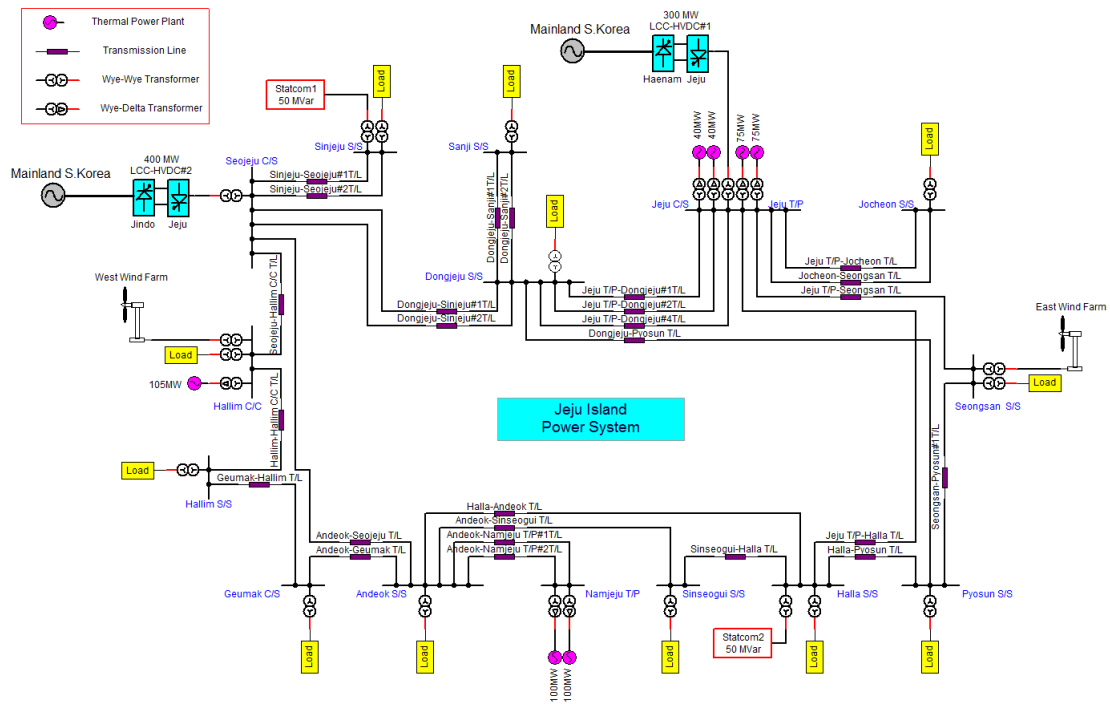 Thermal Power Plant
Transmission Line
Wye-Wye Transformer
Wye-Delta Transformer
Mainland S.Korea
300 MW
LCC-HVDC#1
Haenam
Jeju
Statcom1
50 MVar
Load
Load
Load
Sinjeju S/S
Sanji S/S
40MW
40MW
75MW
75MW
Seojeju C/S
400 MW
LCC-HVDC#2
Mainland S.Korea
Jindo
Jeju
Sinjeju-Seojeju#1T/L
Sinjeju-Seojeju#2T/L
Dongjeju-Sanji#1T/L
Dongjeju-Sanji#2T/L
Load
Jeju C/S
Jeju T/P
Jocheon S/S
Dongjeju S/S
Jeju T/P-Jocheon T/L
Jocheon-Seongsan T/L
Jeju T/P-Seongsan T/L
Jeju T/P-Dongjeju#1T/L
Jeju T/P-Dongjeju#2T/L
Jeju T/P-Dongjeju#4T/L
Dongjeju-Pyosun T/L
Dongjeju-Sinjeju#1T/L
Dongjeju-Sinjeju#2T/L
West Wind Farm
Seojeju-Hallim C/C T/L
Load
105MW
Hallim C/C
Hallim-Hallim C/C T/L
East Wind Farm
Load
Seongsan S/S
Seongsan-Pyosun#1T/L
Jeju Island
Power System
Load
Hallim S/S
Geumak-Hallim T/L
Halla-Andeok T/L
Andeok-Sinseogui T/L
Andeok-Namjeju T/P#1T/L
Andeok-Namjeju T/P#2T/L
Andeok-Seojeju T/L
Andeok-Geumak T/L
Sinseogui-Halla T/L
Jeju T/P-Halla T/L
Halla-Pyosun T/L
Geumak C/S
Andeok S/S
Namjeju T/P
Sinseogui S/S
Halla S/S
Pyosun S/S
Load
Load
100MW
100MW
Load
Statcom2
50 MVar
Load
Load